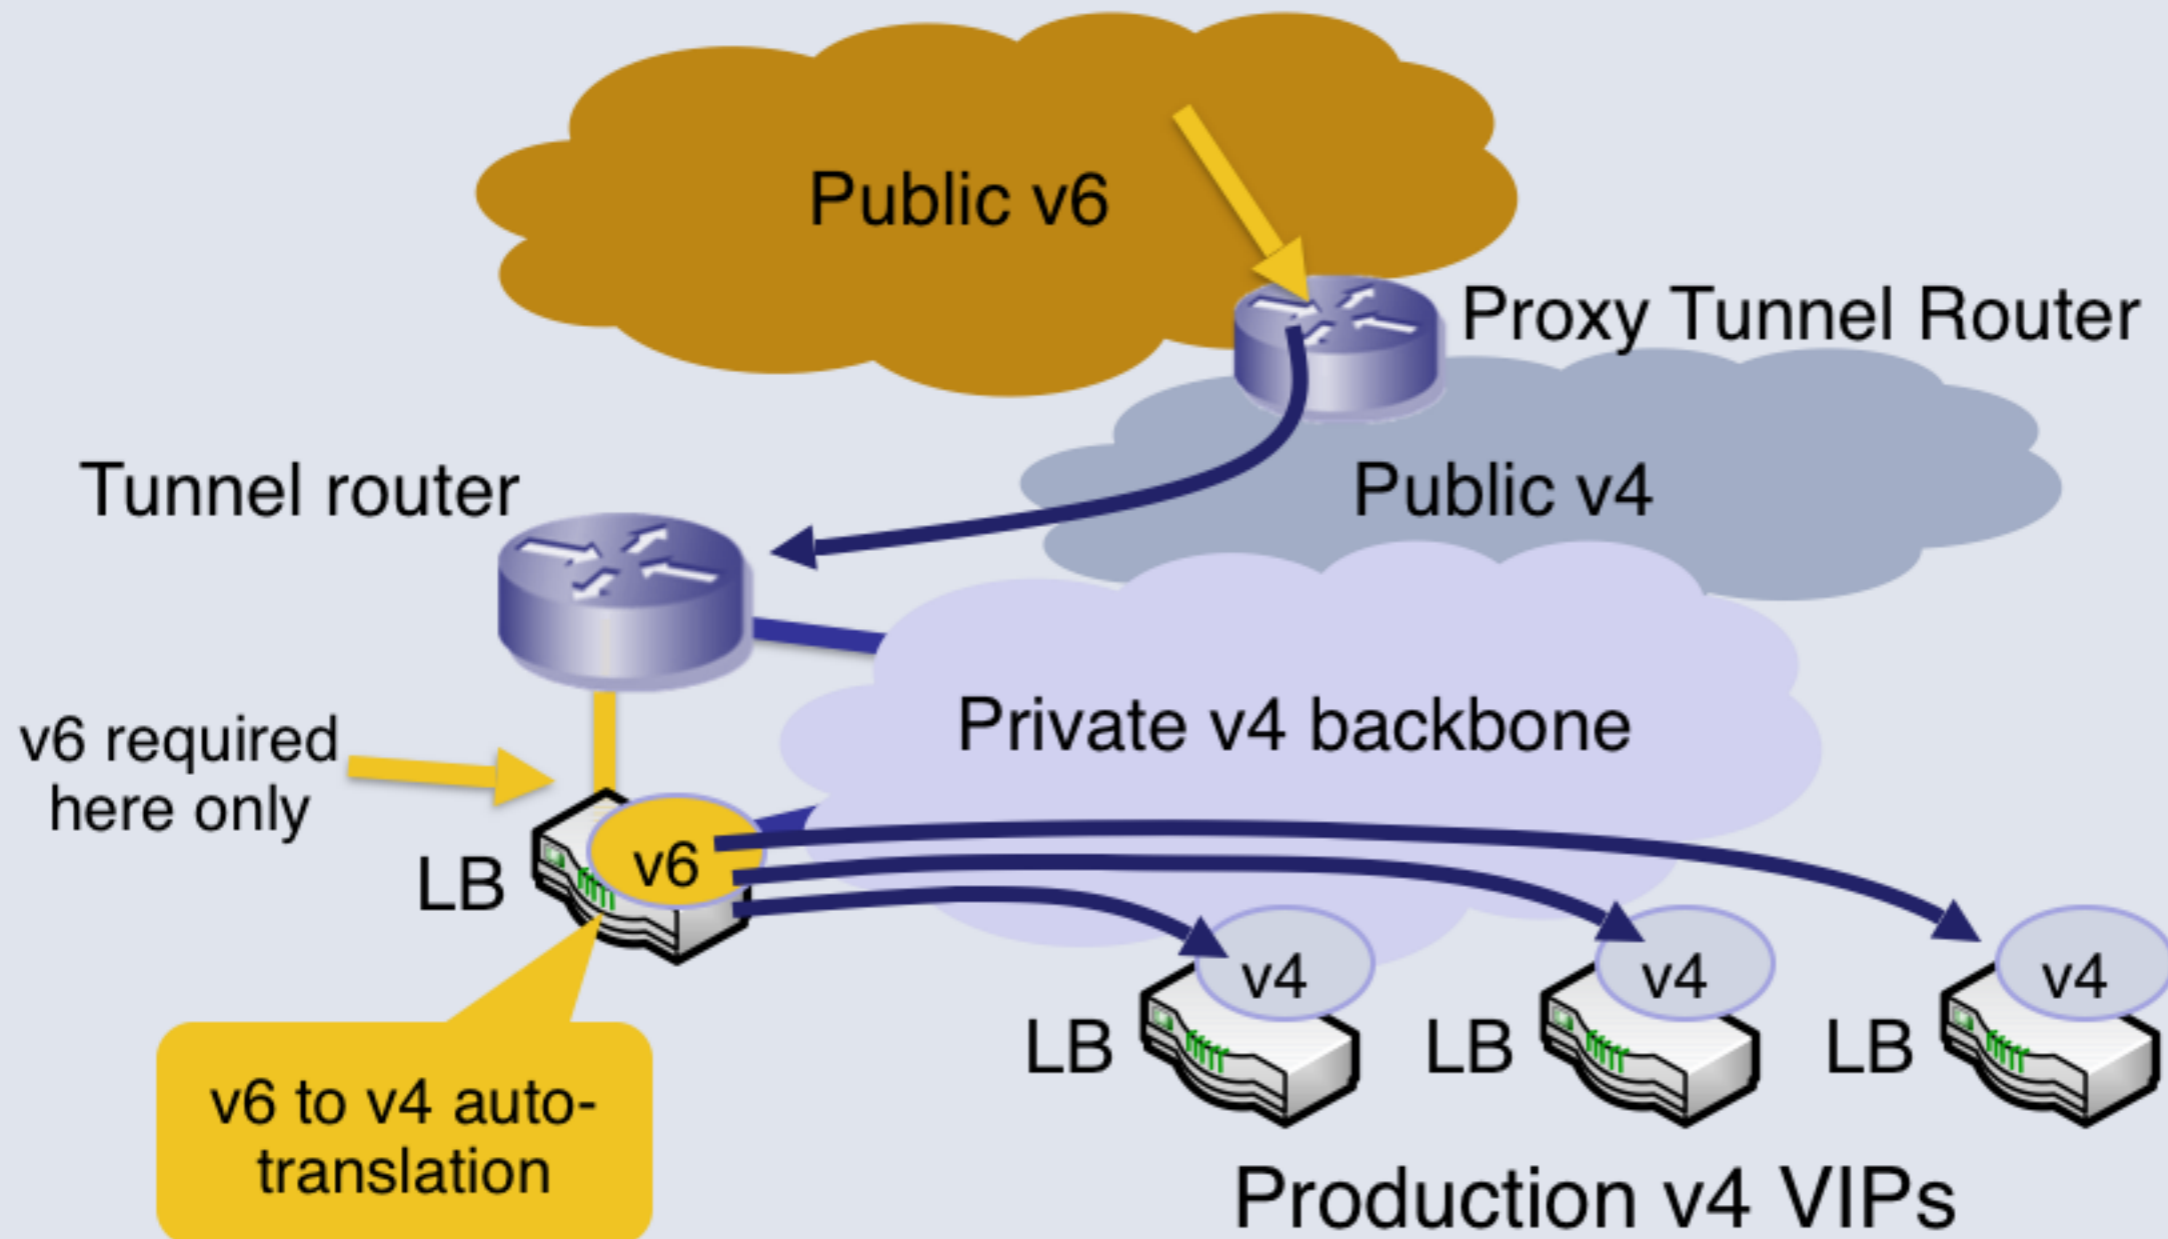 Public v6
Proxy Tunnel Router
Tunnel router
Public v4
v6 required
here only
Private v4 backbone
LB
v6
v4
v4
v4
LB
LB
LB
v6 to v4 auto-
translation
Production v4 VIPs